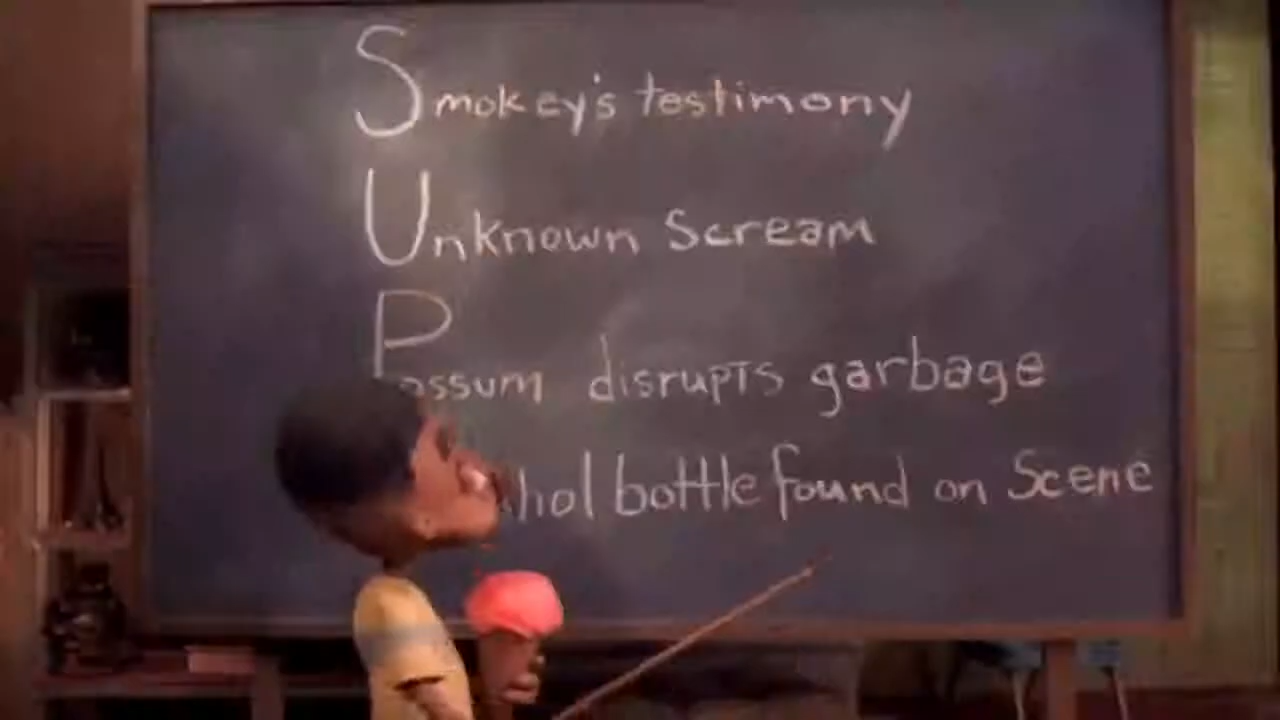 Smokey's testimony
Unknown Scream
Possum disrupts garbage
bottle found on Scene